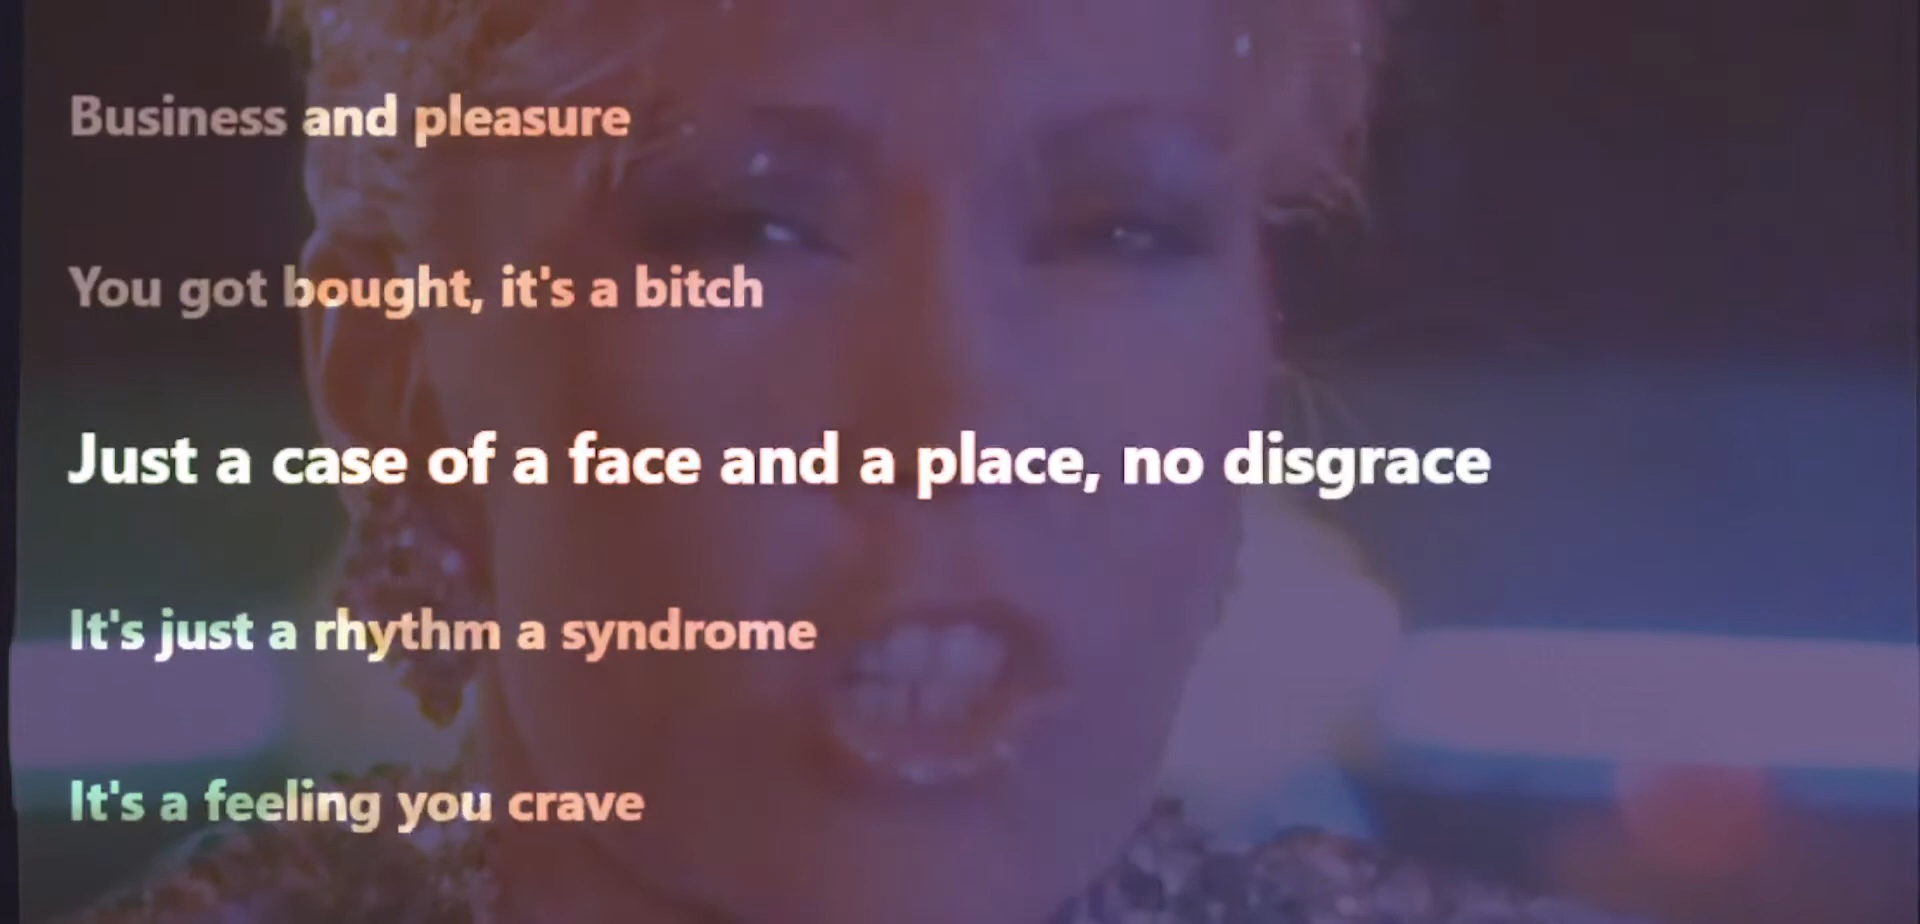 Business and pleasure
You got bought, it's a bitch
Just a case of a face and a place, no disgrace
It's just a rhythm a syndrome
It's a feeling you crave